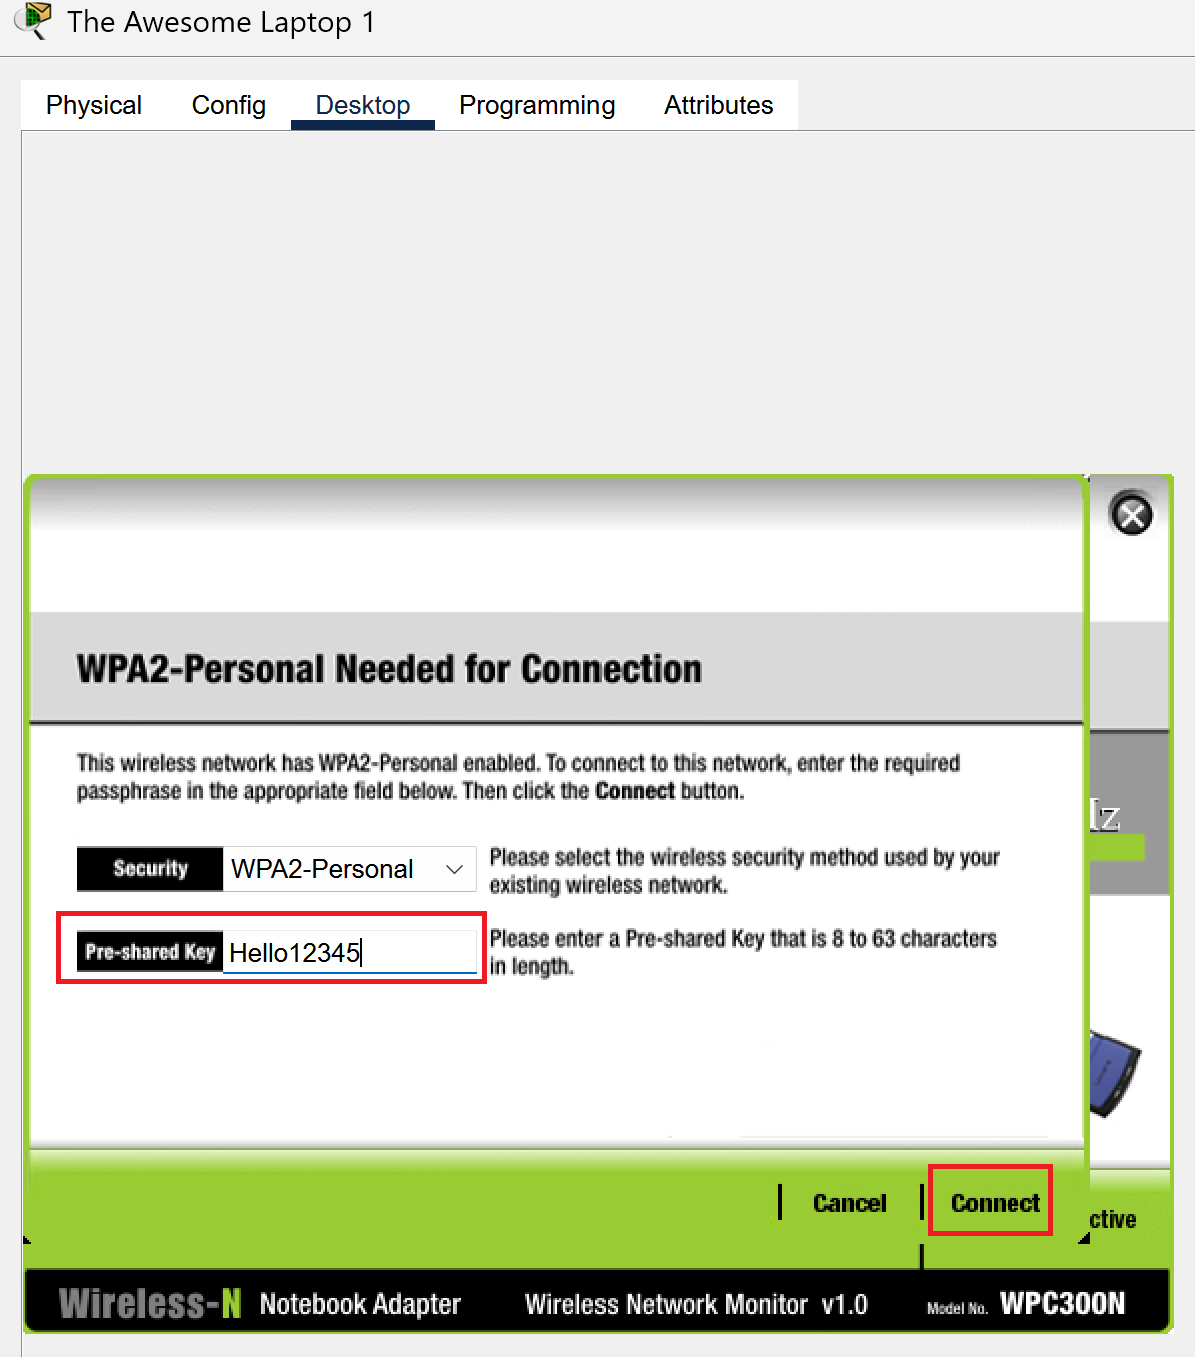 The Awesome Laptop 1
Physical Config Desktop Programming Attributes
WPA2-Personal Needed for Connection
This wireless network has WPA2-Personal enabled. To connect to this network, enter the required
passphrase in the appropriate field below. Then click the Connect button.
Security WPA2-Personal
Please select the wireless security method used by your
existing wireless network.
Pre-shared Key Hello12345
Please enter a Pre-shared Key that is 8 to 63 characters
in length.
Cancel Connect
Wireless-N Notebook Adapter Wireless Network Monitor v1.0 Model No. WPC300N